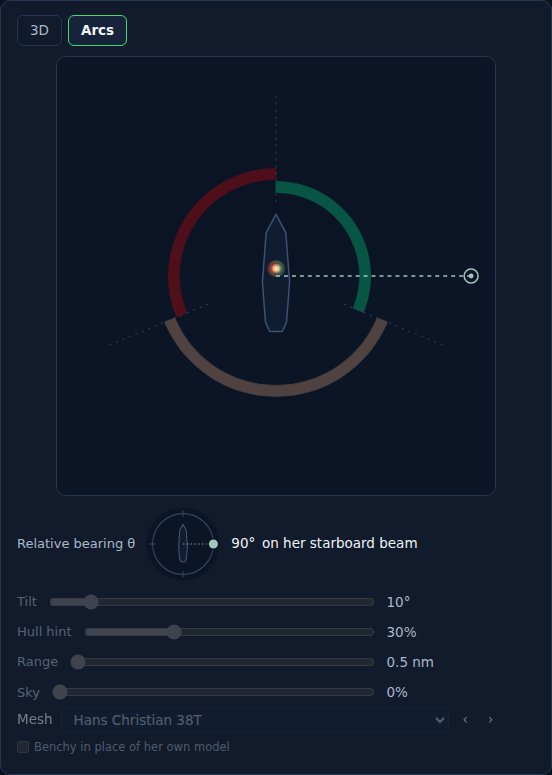 3D Arcs
Relative bearing θ 90° on her starboard beam
Tilt 10°
Hull hint 30%
Range 0.5 nm
Sky 0%
Mesh Hans Christian 38T ‹ ›
Benchy in place of her own model